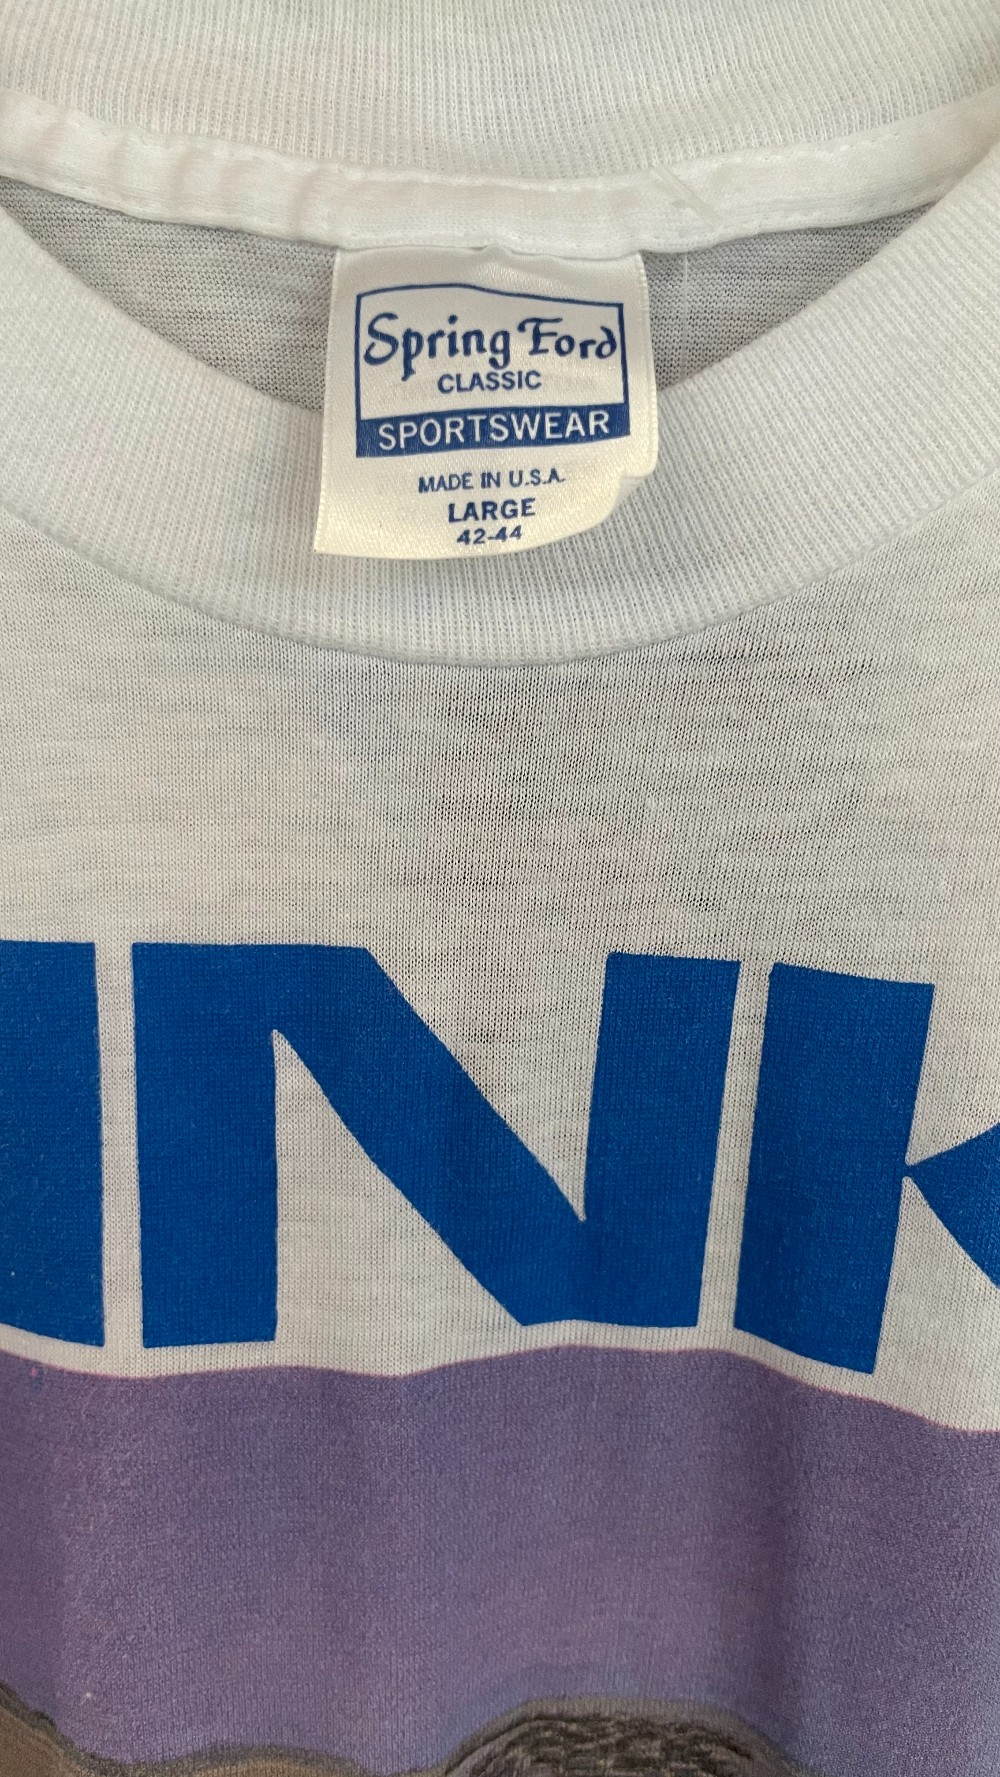 Spring Ford
CLASSIC
SPORTSWEAR
MADE IN U.S.A.
LARGE
42-44
INK